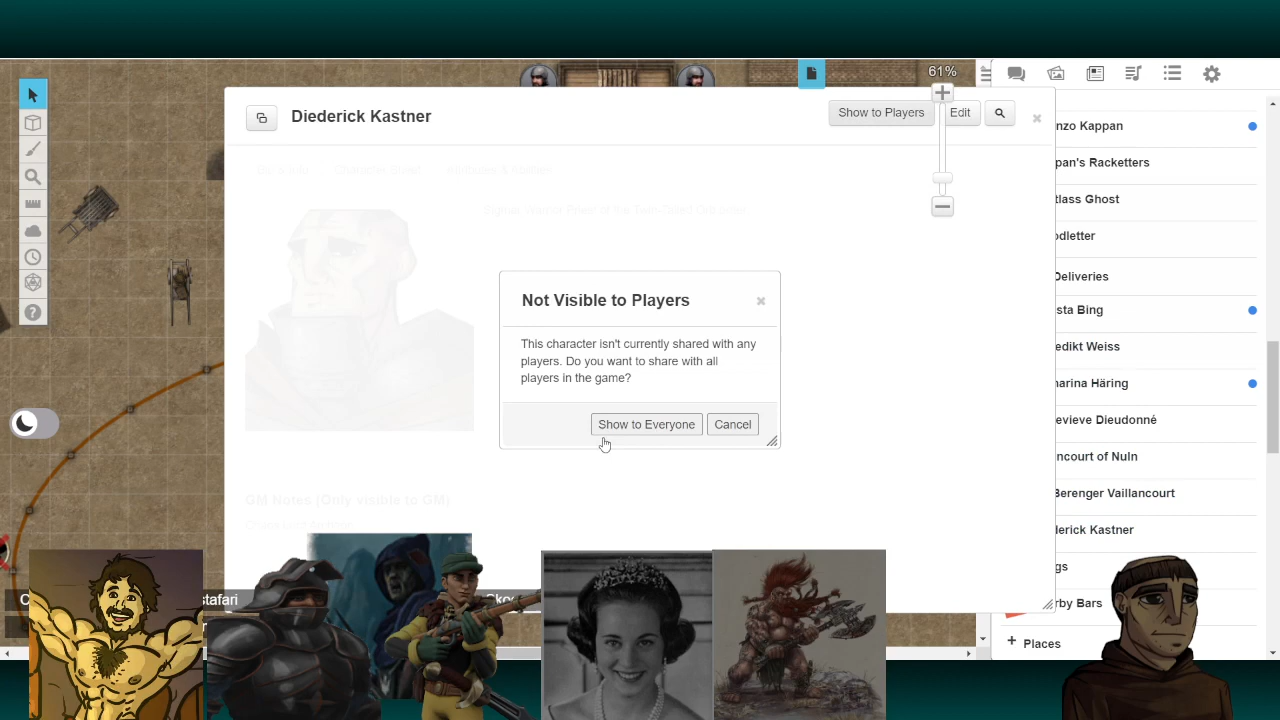 61%
Diederick Kastner
Show to Players
Edit
Not Visible to Players
This character isn't currently shared with any
players. Do you want to share with all
players in the game?
Show to Everyone
Cancel
GM Notes (Only visible to GM)
nzo Kappan
pan's Racketters
tlass Ghost
dletter
Deliveries
sta Bing
edikt Weiss
narina Häring
evieve Dieudonné
ncourt of Nuln
Berenger Vaillancourt
lerick Kastner
gs
rby Bars
+ Places
stafari